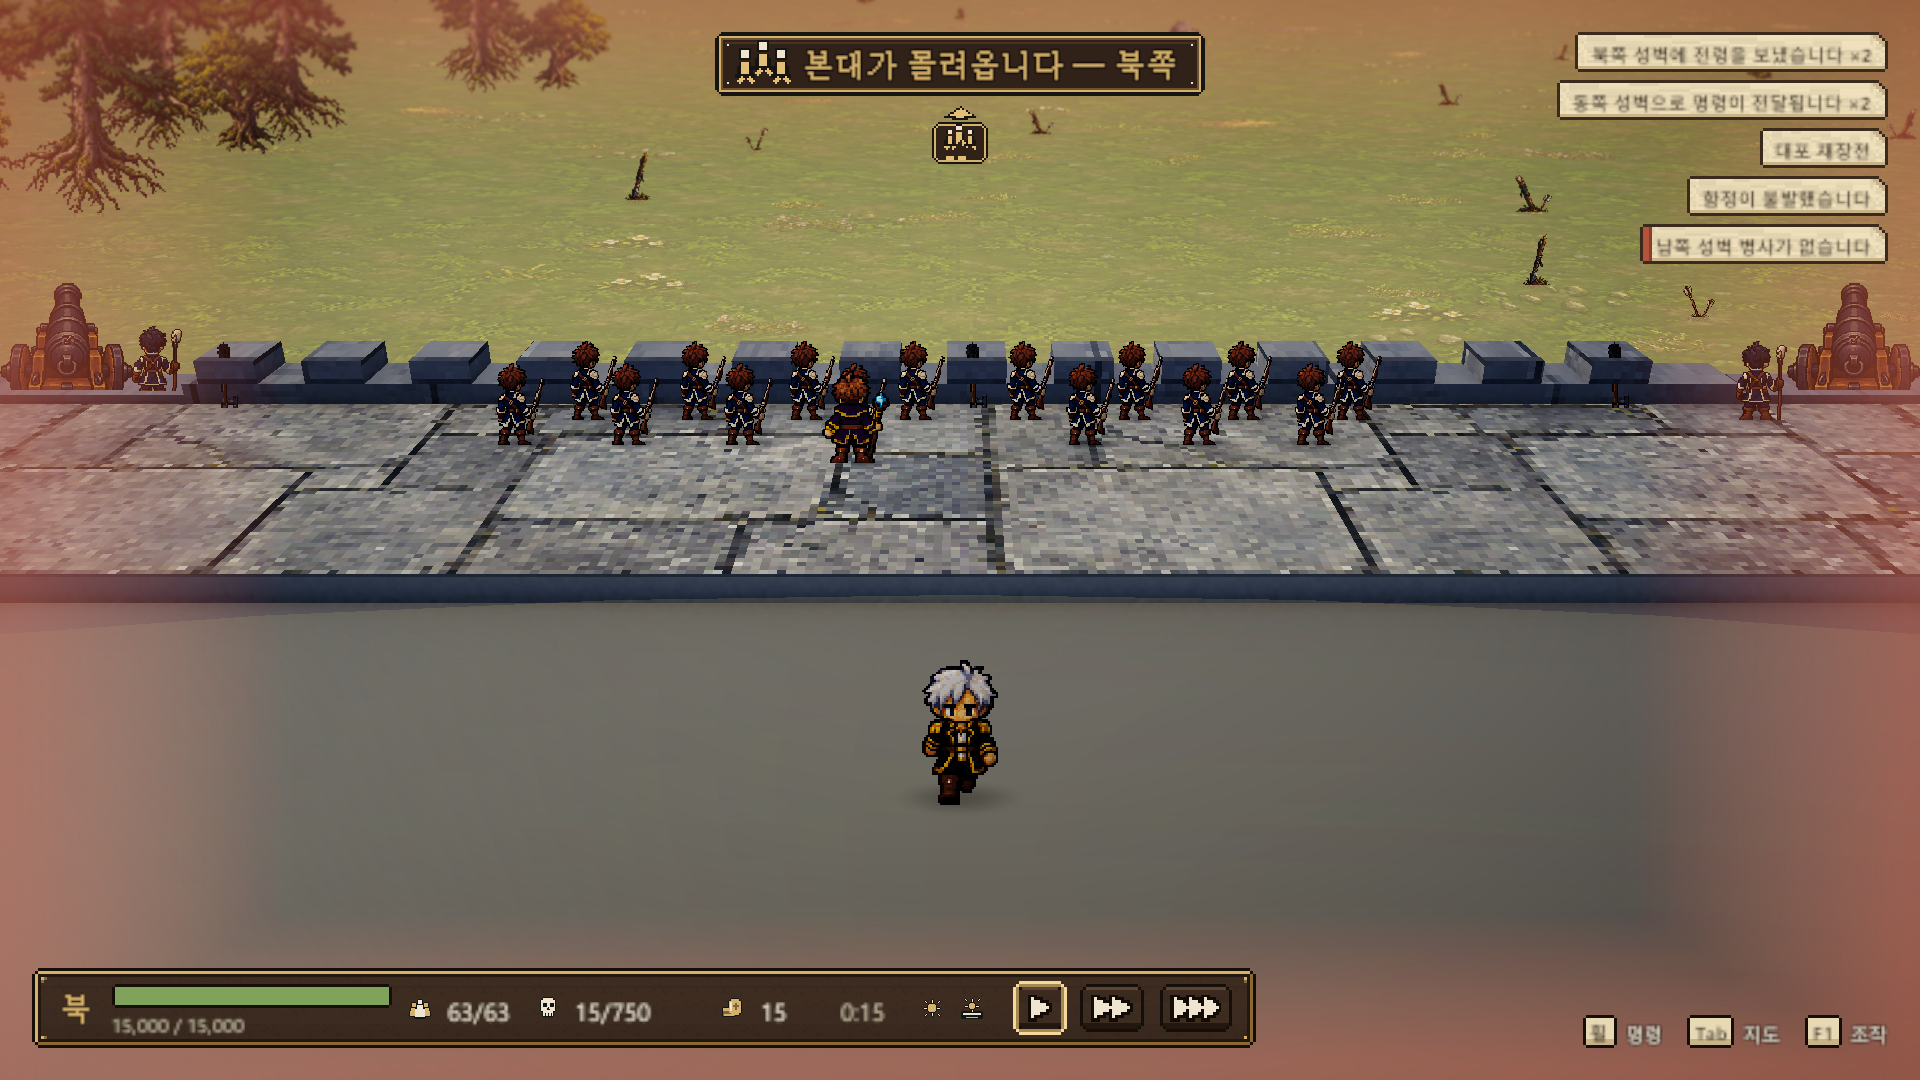 본대가 몰려옵니다 — 북쪽
북쪽 성벽에 전령을 보냈습니다 ×2
동쪽 성벽으로 명령이 전달됩니다 ×2
대포 재장전
함정이 불발했습니다
남쪽 성벽 병사가 없습니다
북
15,000 / 15,000
63/63
15/750
15
0:15
휠 명령
Tab 지도
F1 조작